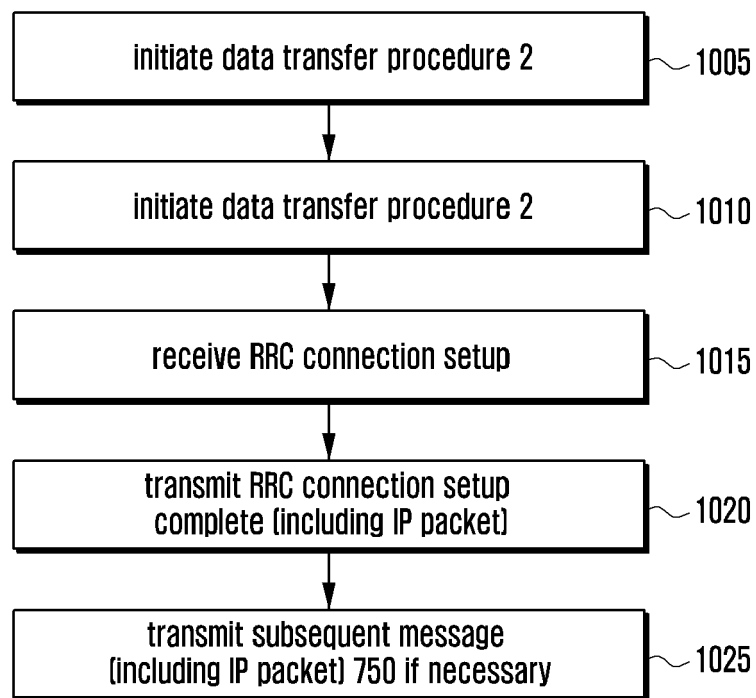 initiate data transfer procedure 2
1005
initiate data transfer procedure 2
1010
receive RRC connection setup
1015
transmit RRC connection setup
complete (including IP packet)
1020
transmit subsequent message
(including IP packet) 750 if necessary
1025